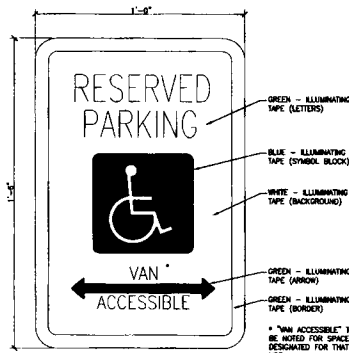 1'-0"
1'-6"
RESERVED
PARKING
VAN *
ACCESSIBLE
GREEN - ILLUMINATING
TAPE (LETTERS)
BLUE - ILLUMINATING
TAPE (SYMBOL BLOCK)
WHITE - ILLUMINATING
TAPE (BACKGROUND)
GREEN - ILLUMINATING
TAPE (ARROW)
GREEN - ILLUMINATING
TAPE (BORDER)
* "VAN ACCESSIBLE" T
BE NOTED FOR SPACE
DESIGNATED FOR THAT